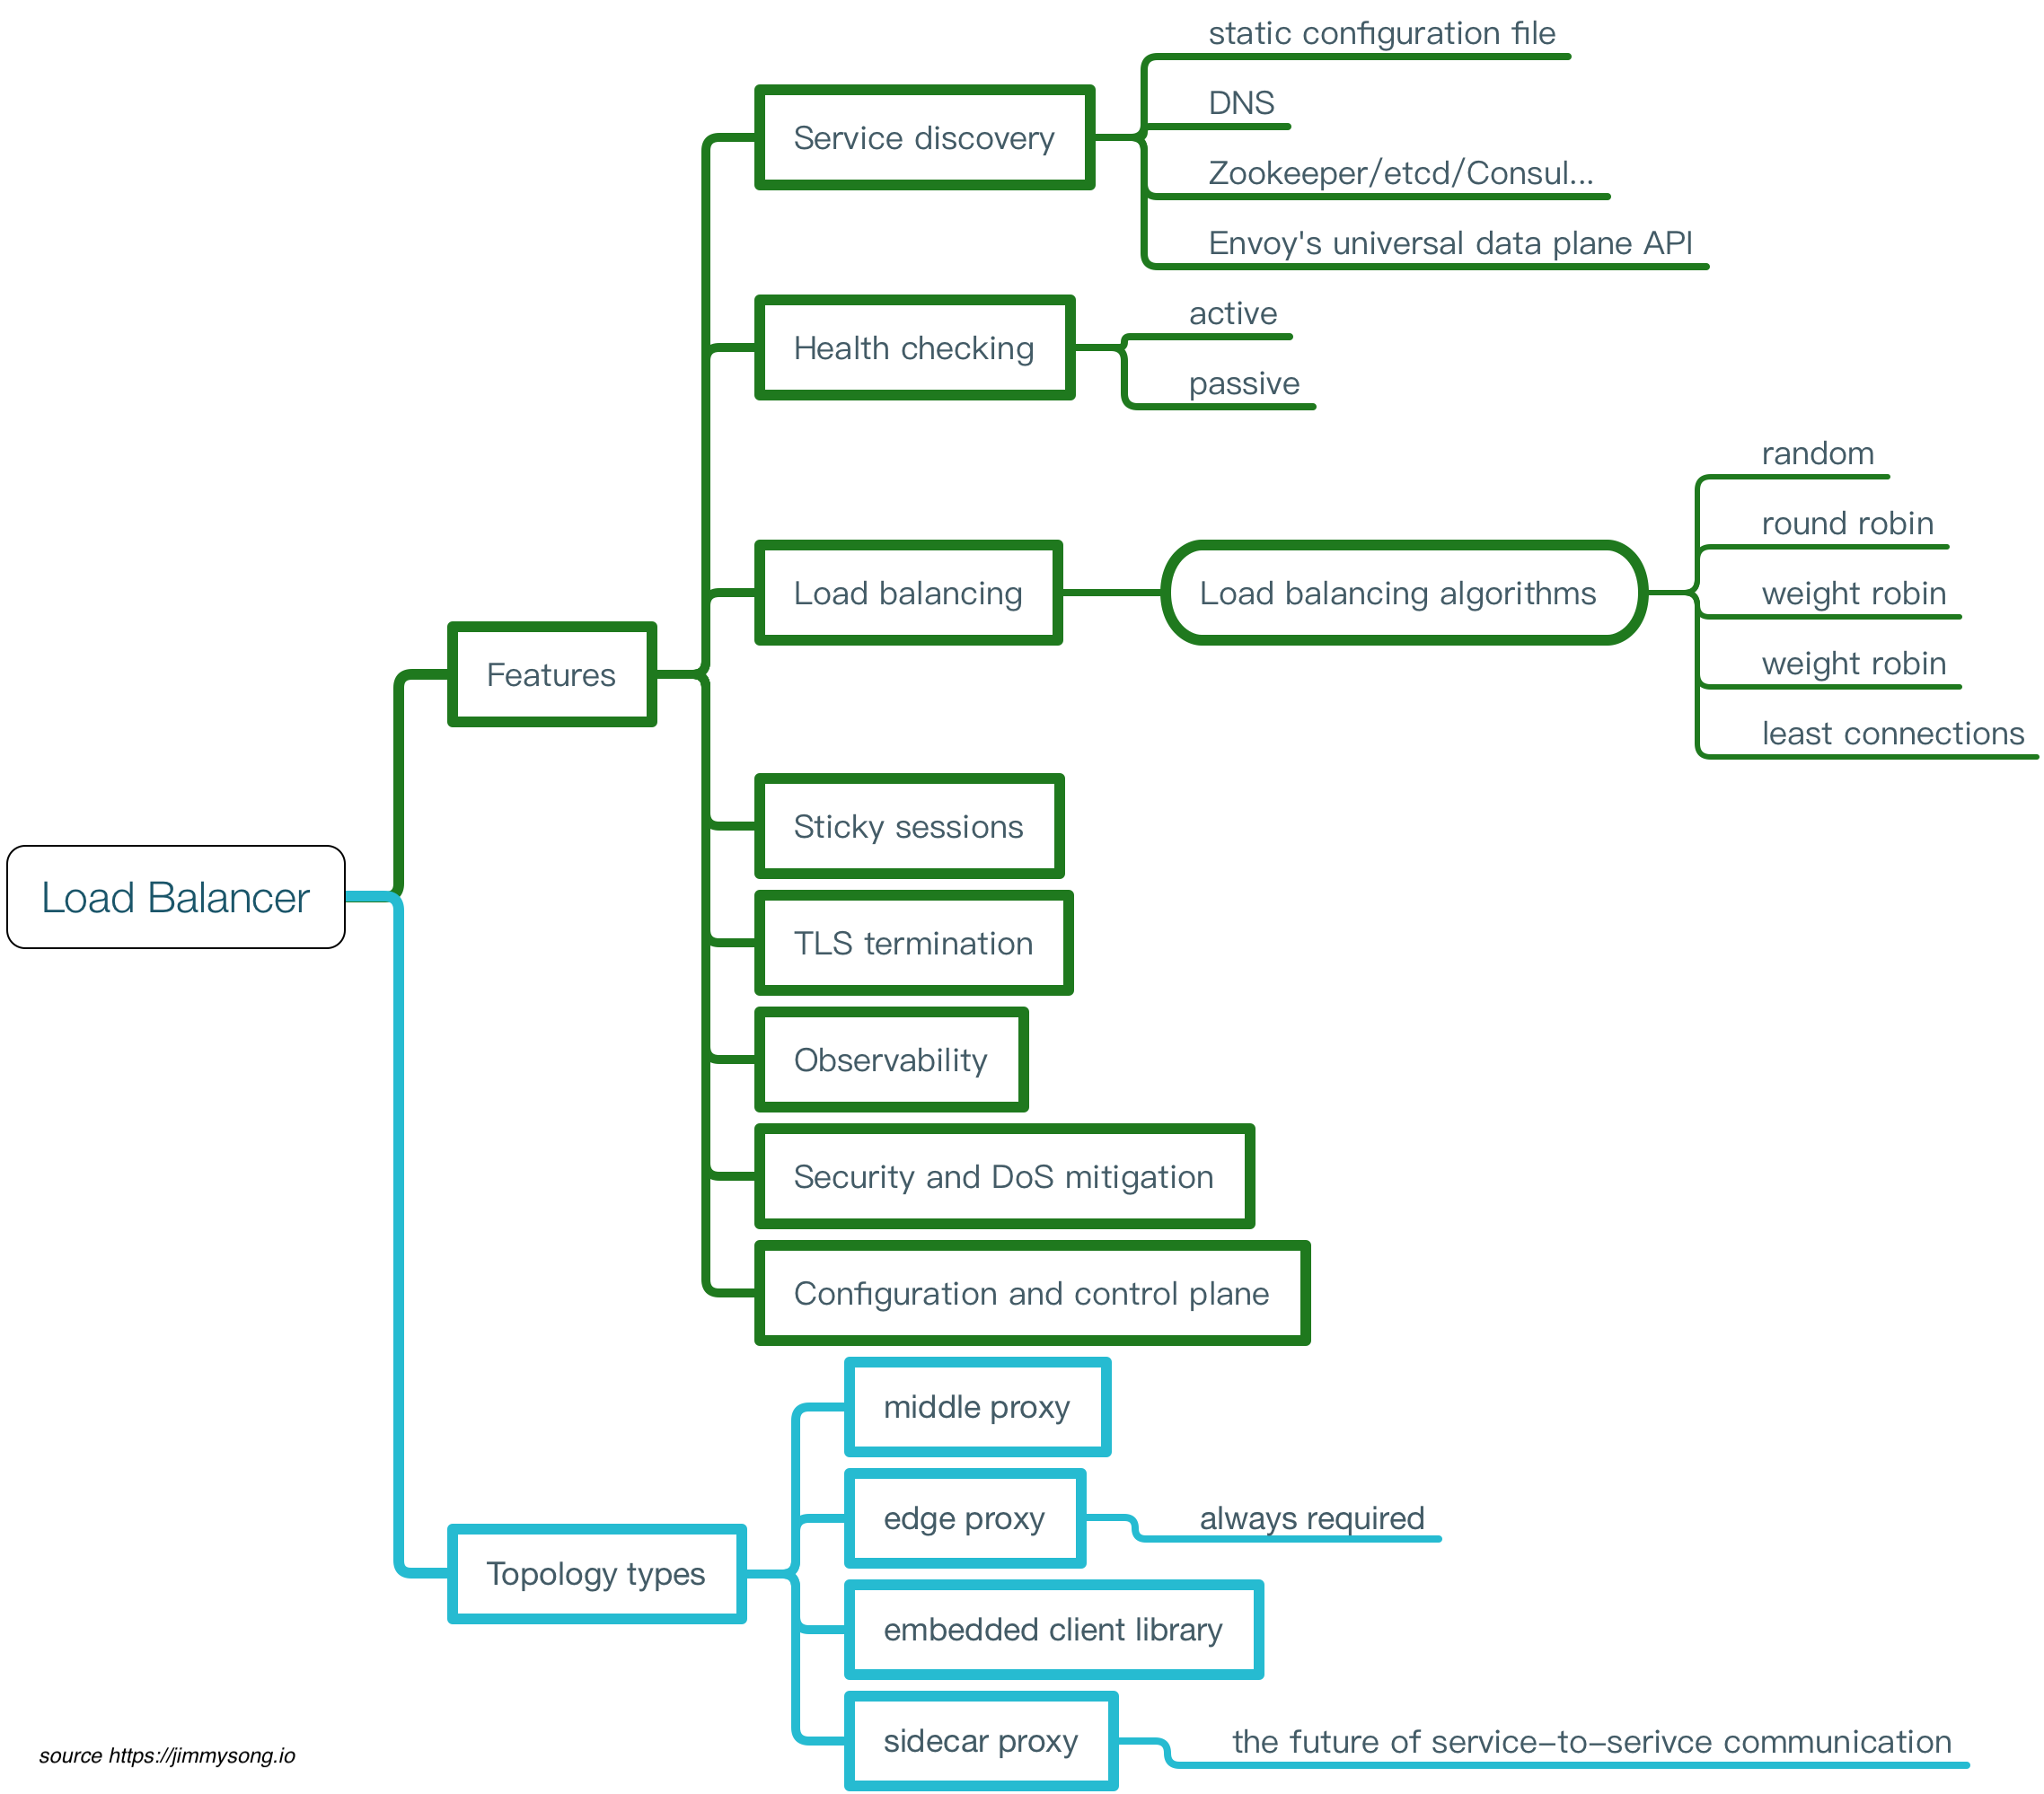 static configuration file
DNS
Service discovery
Zookeeper/etcd/Consul...
Envoy's universal data plane API
active
Health checking
passive
random
round robin
Load balancing
Load balancing algorithms
weight robin
weight robin
least connections
Features
Sticky sessions
Load Balancer
TLS termination
Observability
Security and DoS mitigation
Configuration and control plane
middle proxy
edge proxy
always required
Topology types
embedded client library
sidecar proxy
the future of service-to-serivce communication
source https://jimmysong.io